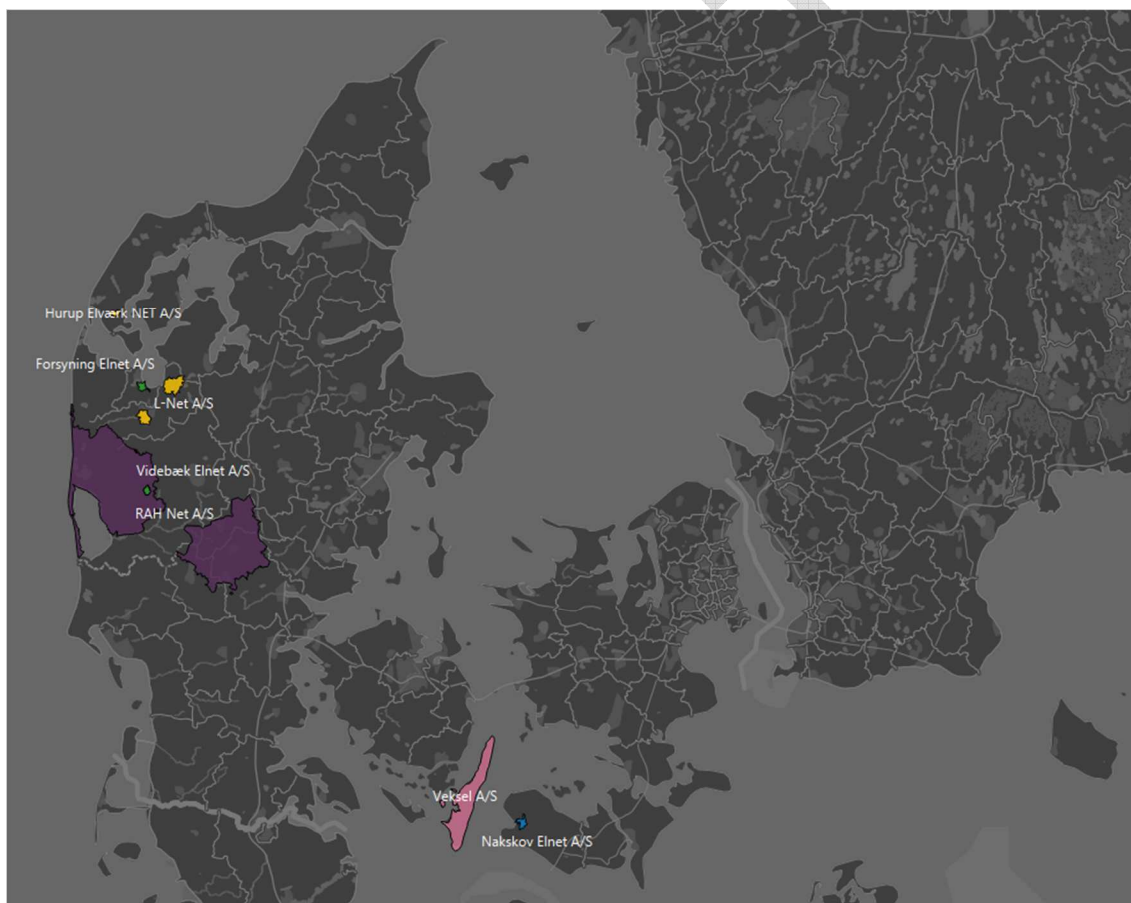 Hurup Elværk NET A/S
Forsyning Elnet A/S
L-Net A/S
Videbæk Elnet A/S
RAH Net A/S
Veksel A/S
Nakskov Elnet A/S